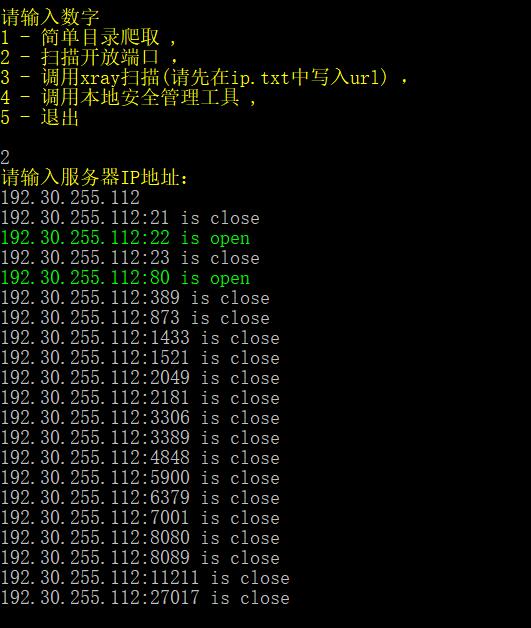 请输入数字
1 - 简单目录爬取 ,
2 - 扫描开放端口 ,
3 - 调用xray扫描(请先在ip.txt中写入url) ,
4 - 调用本地安全管理工具 ,
5 - 退出
2
请输入服务器IP地址:
192.30.255.112
192.30.255.112:21 is close
192.30.255.112:22 is open
192.30.255.112:23 is close
192.30.255.112:80 is open
192.30.255.112:389 is close
192.30.255.112:873 is close
192.30.255.112:1433 is close
192.30.255.112:1521 is close
192.30.255.112:2049 is close
192.30.255.112:2181 is close
192.30.255.112:3306 is close
192.30.255.112:3389 is close
192.30.255.112:4848 is close
192.30.255.112:5900 is close
192.30.255.112:6379 is close
192.30.255.112:7001 is close
192.30.255.112:8080 is close
192.30.255.112:8089 is close
192.30.255.112:11211 is close
192.30.255.112:27017 is close